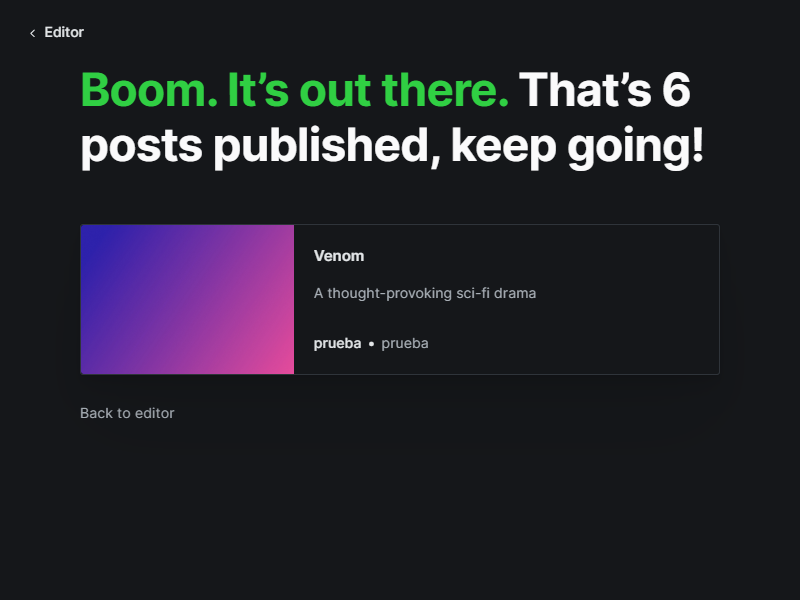 Editor
Boom. It’s out there. That’s 6
posts published, keep going!
Venom
A thought-provoking sci-fi drama
prueba • prueba
Back to editor